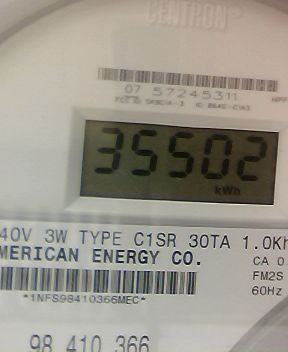 CENTRON®
07 57245311
35502
kWh
40V 3W TYPE C1SR 30TA 1.0Kh
MERICAN ENERGY CO.
CA 0.
FM2S
60Hz
*1NFS98410366MEC*
98 410 366